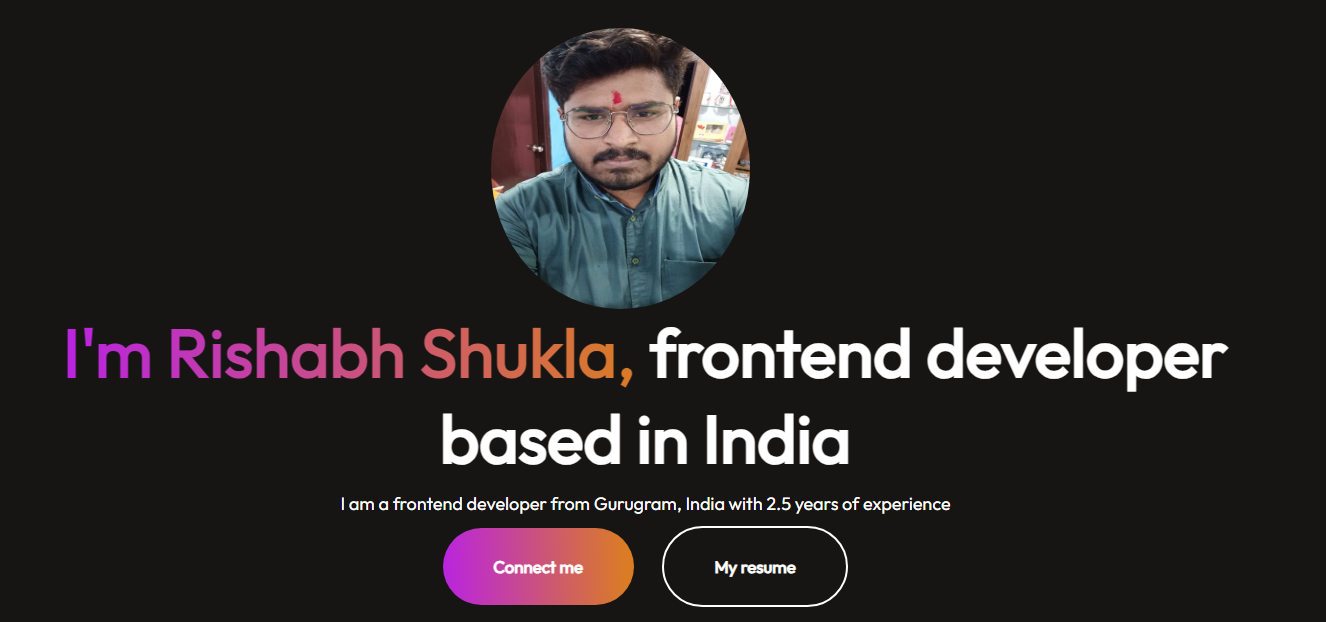 I'm Rishabh Shukla, frontend developer
based in India
I am a frontend developer from Gurugram, India with 2.5 years of experience
Connect me
My resume